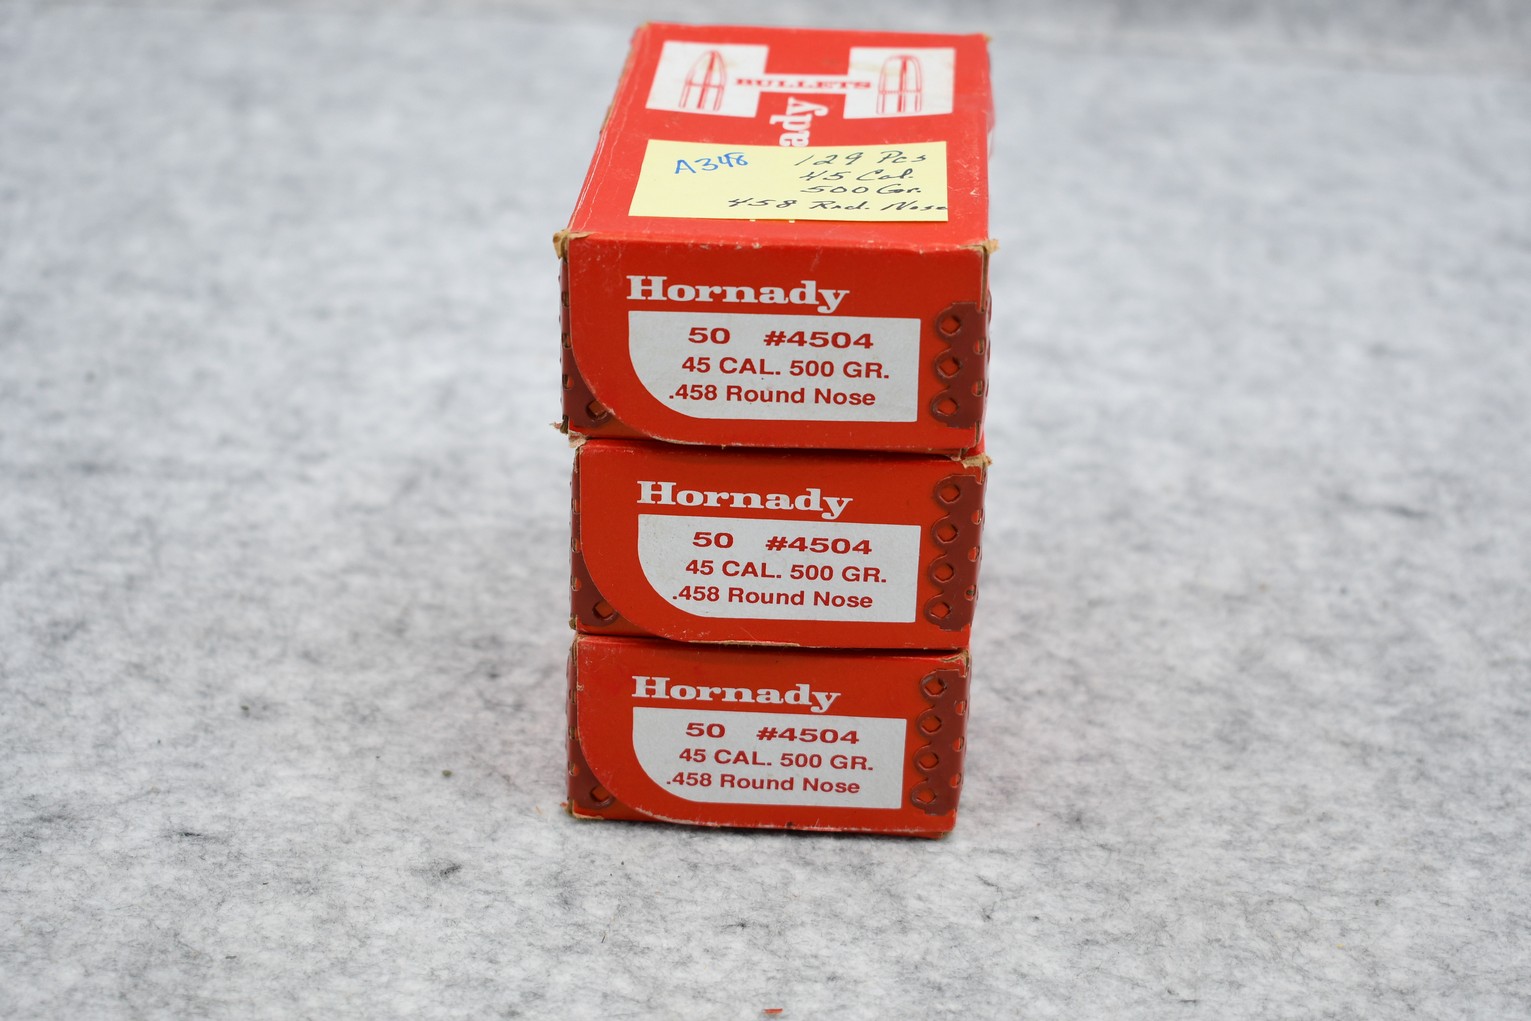 BULLETS
ady
A348
129 Pcs
45 Cal.
500 Gr.
458 Rnd. Nose
Hornady
50 #4504
45 CAL. 500 GR.
.458 Round Nose
Hornady
50 #4504
45 CAL. 500 GR.
.458 Round Nose
Hornady
50 #4504
45 CAL. 500 GR.
.458 Round Nose